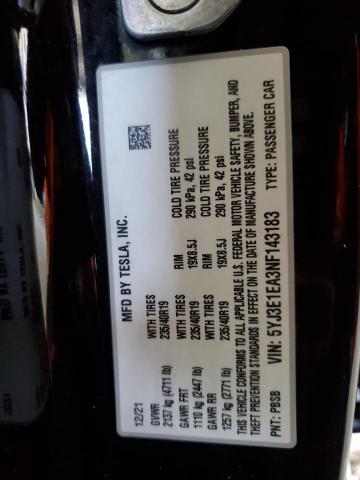 MFD BY TESLA, INC.
12/21
GVWR
2137 kg (4711 lb)
GAWR FRT WITH TIRES RIM COLD TIRE PRESSURE
1110 kg (2447 lb) 235/40R19 19X8.5J 290 kPa, 42 psi
GAWR RR WITH TIRES RIM COLD TIRE PRESSURE
1257 kg (2771 lb) 235/40R19 19X8.5J 290 kPa, 42 psi
THIS VEHICLE CONFORMS TO ALL APPLICABLE U.S. FEDERAL MOTOR VEHICLE SAFETY, BUMPER, AND
THEFT PREVENTION STANDARDS IN EFFECT ON THE DATE OF MANUFACTURE SHOWN ABOVE.
VIN: 5YJ3E1EA3NF143183
PNT: PBSB TYPE: PASSENGER CAR